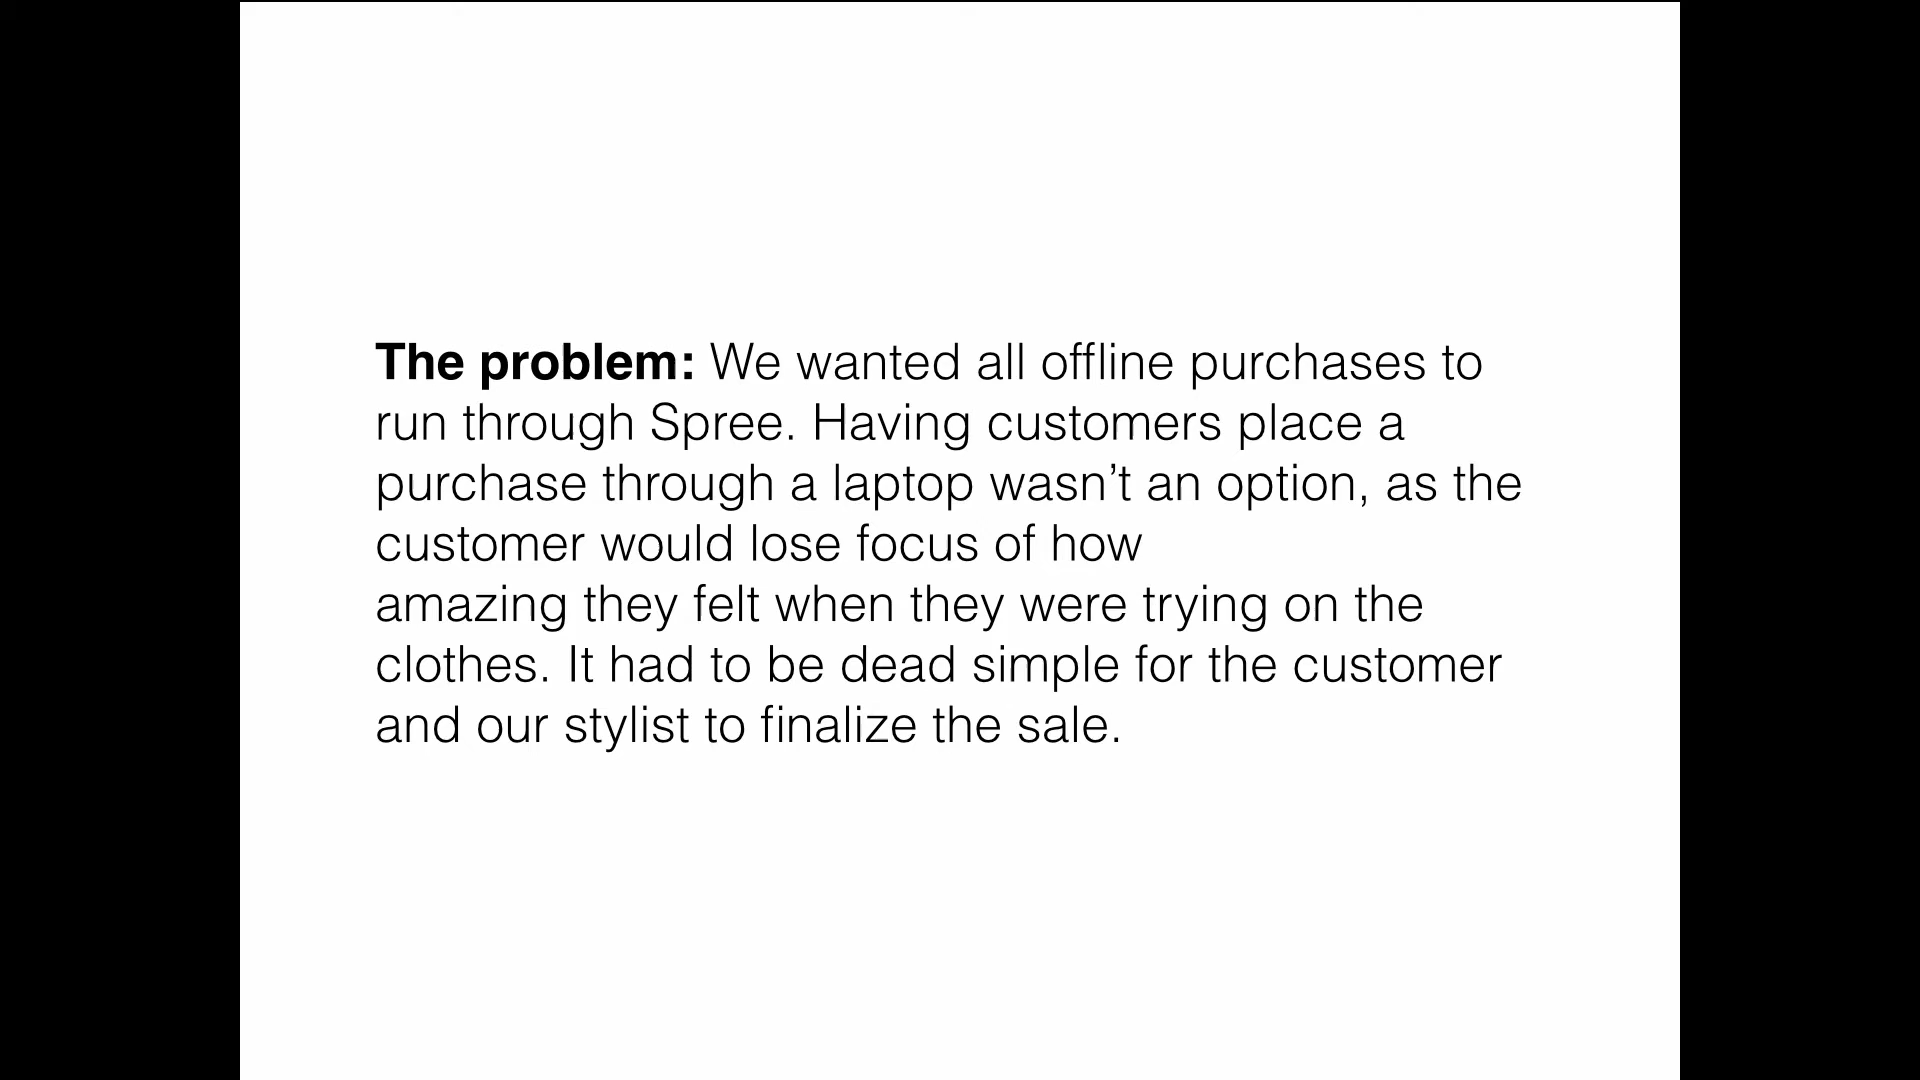 The problem: We wanted all offline purchases to
run through Spree. Having customers place a
purchase through a laptop wasn’t an option, as the
customer would lose focus of how
amazing they felt when they were trying on the
clothes. It had to be dead simple for the customer
and our stylist to finalize the sale.